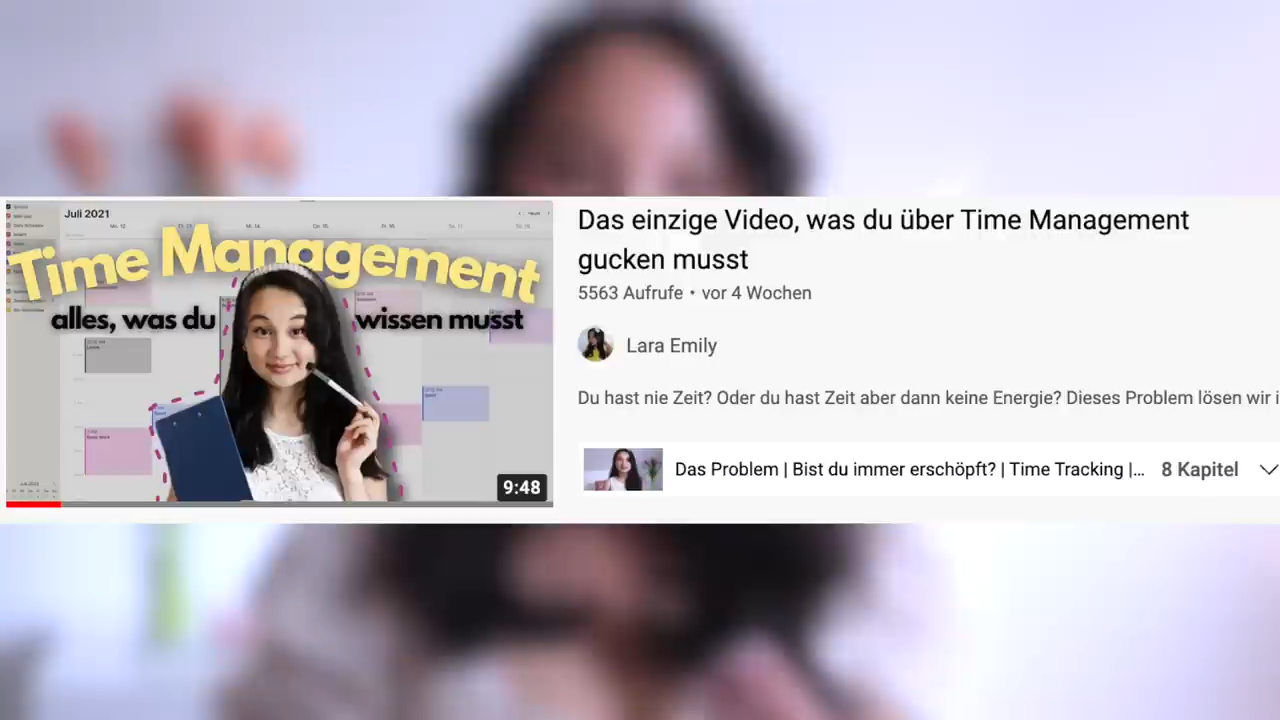 Juli 2021
Time Management
alles, was du wissen musst
9:48
Das einzige Video, was du über Time Management
gucken musst
5563 Aufrufe • vor 4 Wochen
Lara Emily
Du hast nie Zeit? Oder du hast Zeit aber dann keine Energie? Dieses Problem lösen wir i
Das Problem | Bist du immer erschöpft? | Time Tracking |... 8 Kapitel